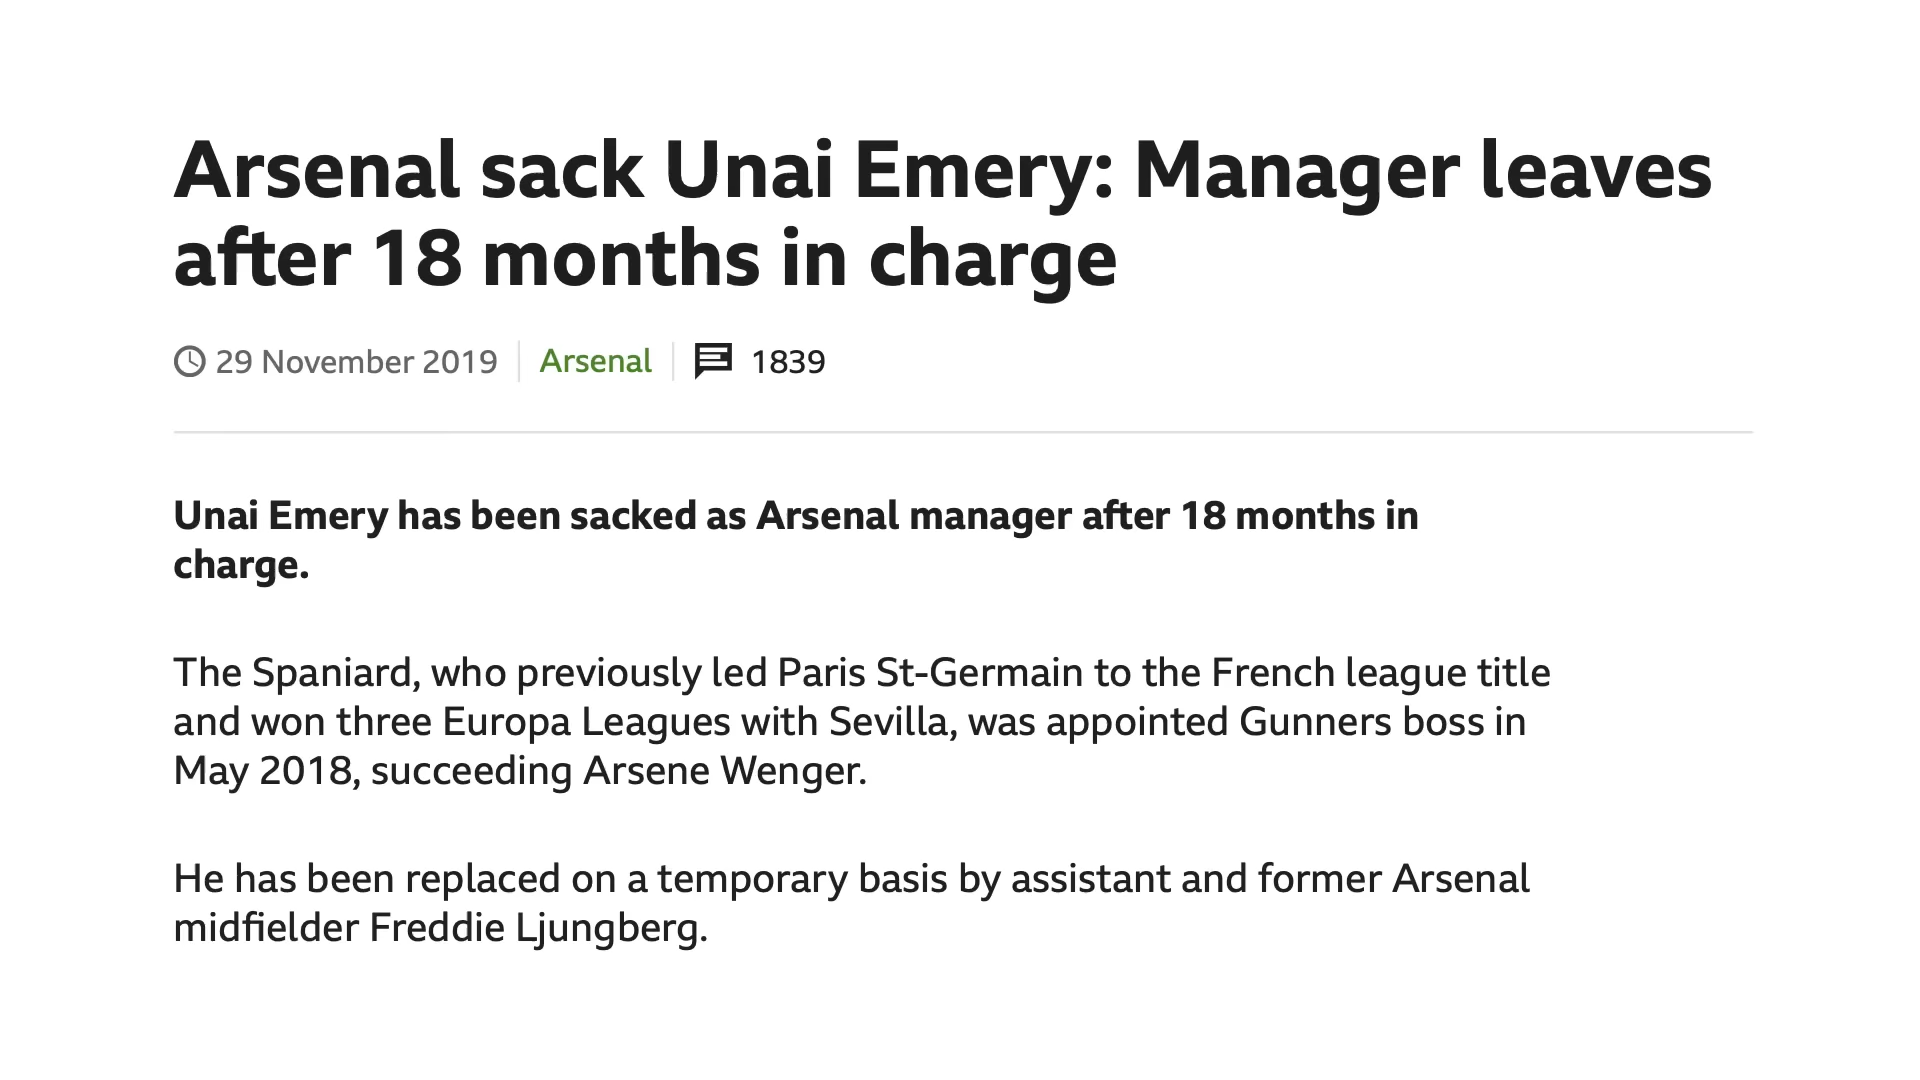 Arsenal sack Unai Emery: Manager leaves
after 18 months in charge
29 November 2019 Arsenal 1839
Unai Emery has been sacked as Arsenal manager after 18 months in
charge.
The Spaniard, who previously led Paris St-Germain to the French league title
and won three Europa Leagues with Sevilla, was appointed Gunners boss in
May 2018, succeeding Arsene Wenger.
He has been replaced on a temporary basis by assistant and former Arsenal
midfielder Freddie Ljungberg.